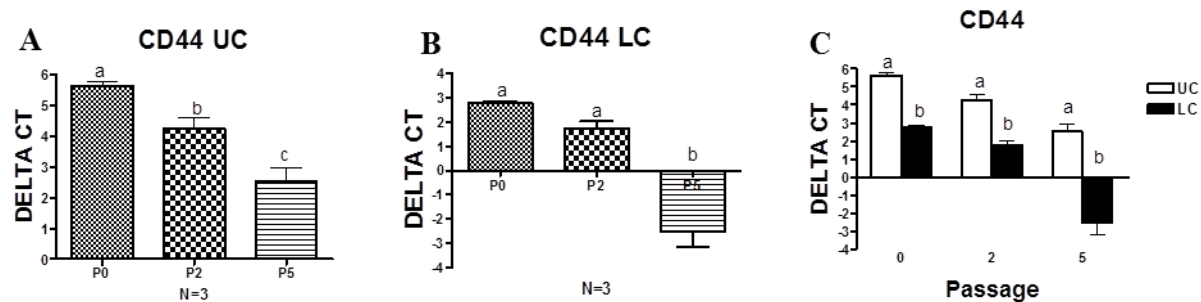 A
CD44 UC
DELTA CT
6
5
4
3
2
1
0
a
b
c
P0
P2
P5
N=3
B
CD44 LC
DELTA CT
4
3
2
1
0
-1
-2
-3
-4
a
a
b
P0
P2
P5
N=3
C
CD44
DELTA CT
6
5
4
3
2
1
0
-1
-2
-3
-4
a
b
a
b
a
b
0
2
5
Passage
UC
LC